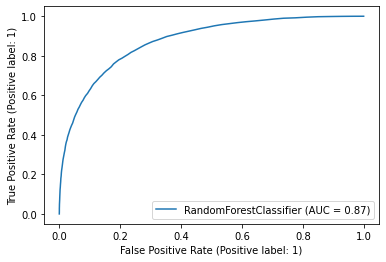 True Positive Rate (Positive label: 1)
1.0
0.8
0.6
0.4
0.2
0.0
RandomForestClassifier (AUC = 0.87)
0.0 0.2 0.4 0.6 0.8 1.0
False Positive Rate (Positive label: 1)